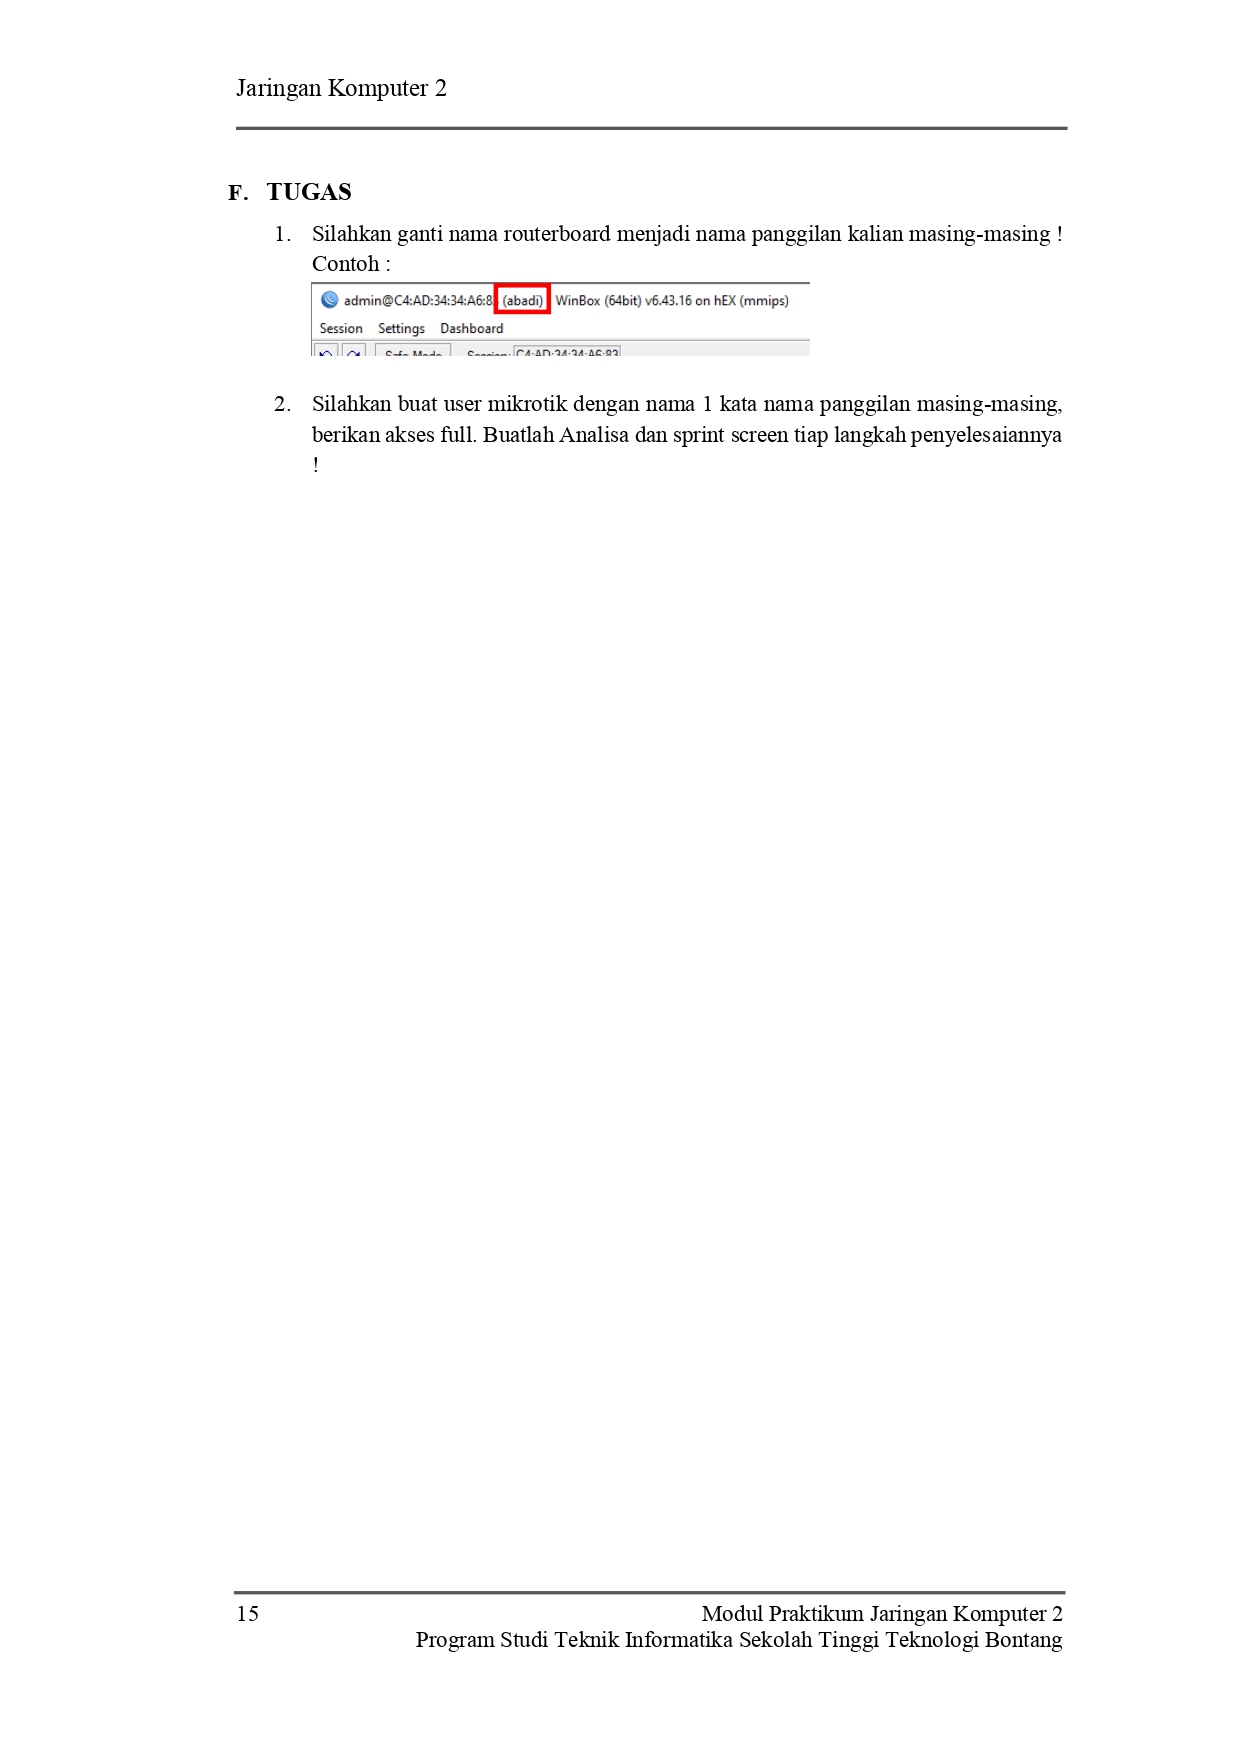 Jaringan Komputer 2
F. TUGAS
1. Silahkan ganti nama routerboard menjadi nama panggilan kalian masing-masing !
Contoh :
admin@C4:AD:34:34:A6:83 (abadi) WinBox (64bit) v6.43.16 on hEX (mmips)
Session Settings Dashboard
Safe Mode Session: C4:AD:34:34:A6:83
2. Silahkan buat user mikrotik dengan nama 1 kata nama panggilan masing-masing,
berikan akses full. Buatlah Analisa dan sprint screen tiap langkah penyelesaiannya
!
15 Modul Praktikum Jaringan Komputer 2
Program Studi Teknik Informatika Sekolah Tinggi Teknologi Bontang